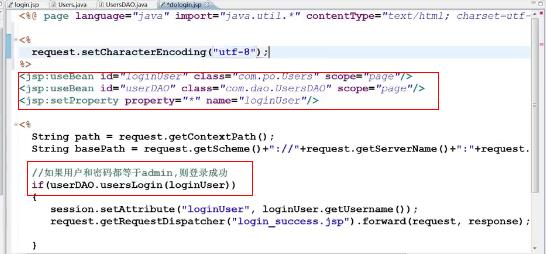 login.jsp Users.java UsersDAO.java *dologin.jsp
<%@ page language="java" import="java.util.*" contentType="text/html; charset=utf-
<%
request.setCharacterEncoding("utf-8");
%>
<jsp:useBean id="loginUser" class="com.po.Users" scope="page"/>
<jsp:useBean id="userDAO" class="com.dao.UsersDAO" scope="page"/>
<jsp:setProperty property="*" name="loginUser"/>
<%
String path = request.getContextPath();
String basePath = request.getScheme()+"://"+request.getServerName()+":"+request.
//如果用户和密码都等于admin,则登录成功
if(userDAO.usersLogin(loginUser))
{
session.setAttribute("loginUser", loginUser.getUsername());
request.getRequestDispatcher("login_success.jsp").forward(request, response);
}